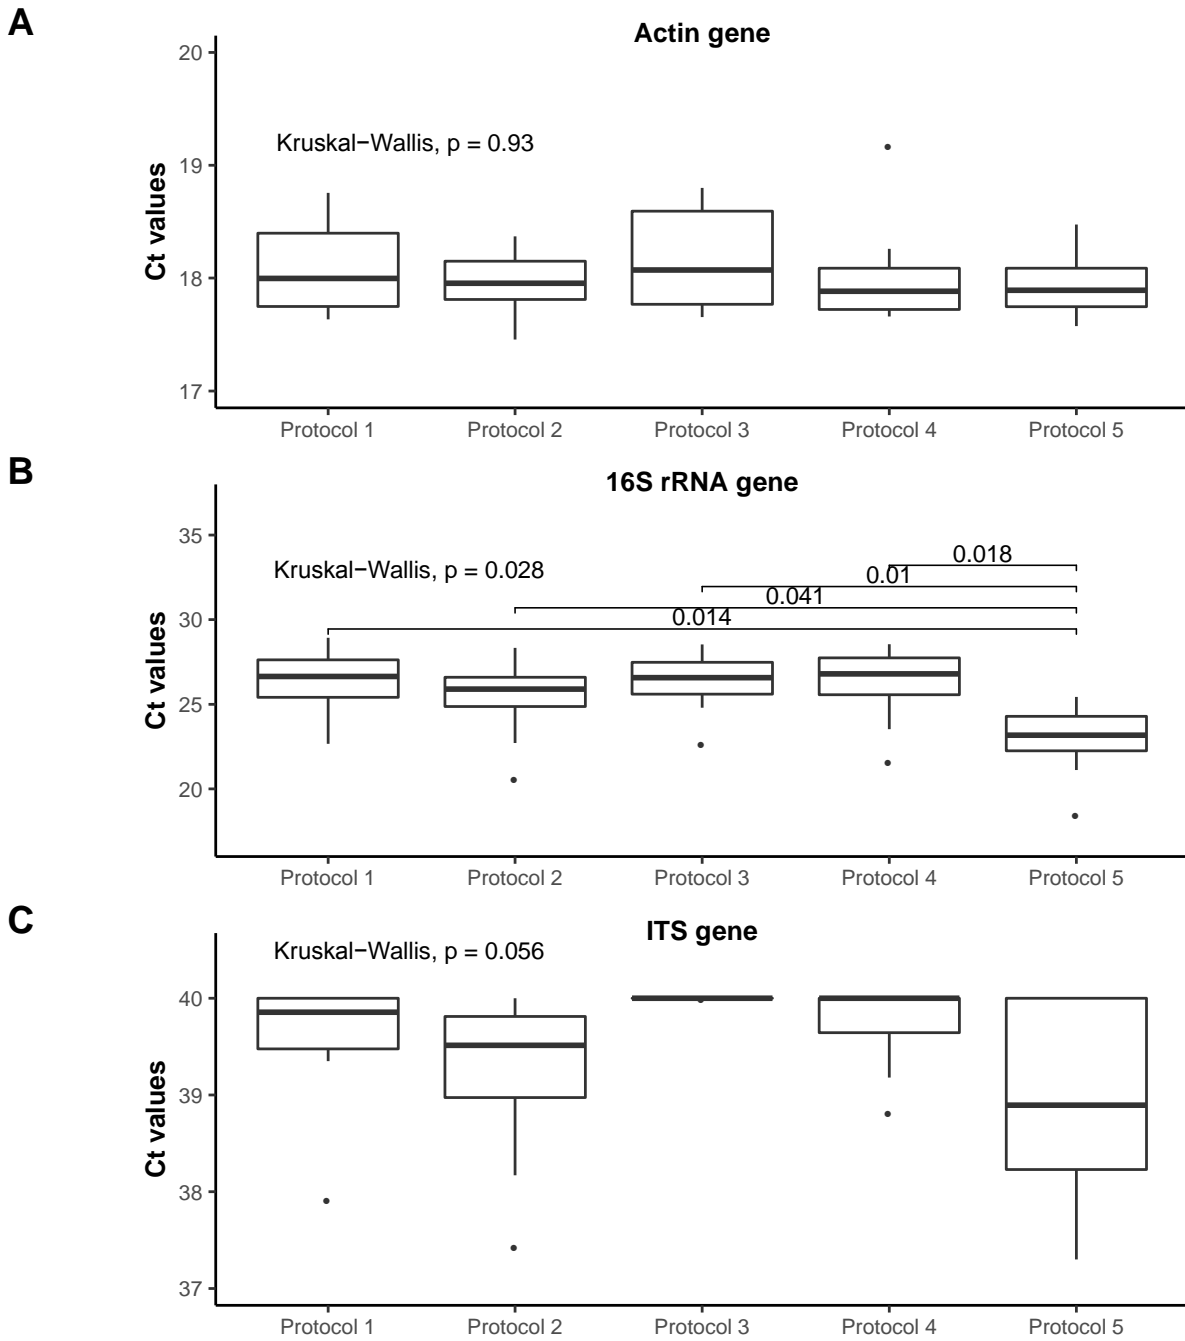 A
Actin gene
20
19
18
17
Ct values
Kruskal−Wallis, p = 0.93
Protocol 1 Protocol 2 Protocol 3 Protocol 4 Protocol 5
B
16S rRNA gene
35
30
25
20
Ct values
Kruskal−Wallis, p = 0.028
0.018
0.01
0.041
0.014
Protocol 1 Protocol 2 Protocol 3 Protocol 4 Protocol 5
C
ITS gene
Kruskal−Wallis, p = 0.056
40
39
38
37
Ct values
Protocol 1 Protocol 2 Protocol 3 Protocol 4 Protocol 5